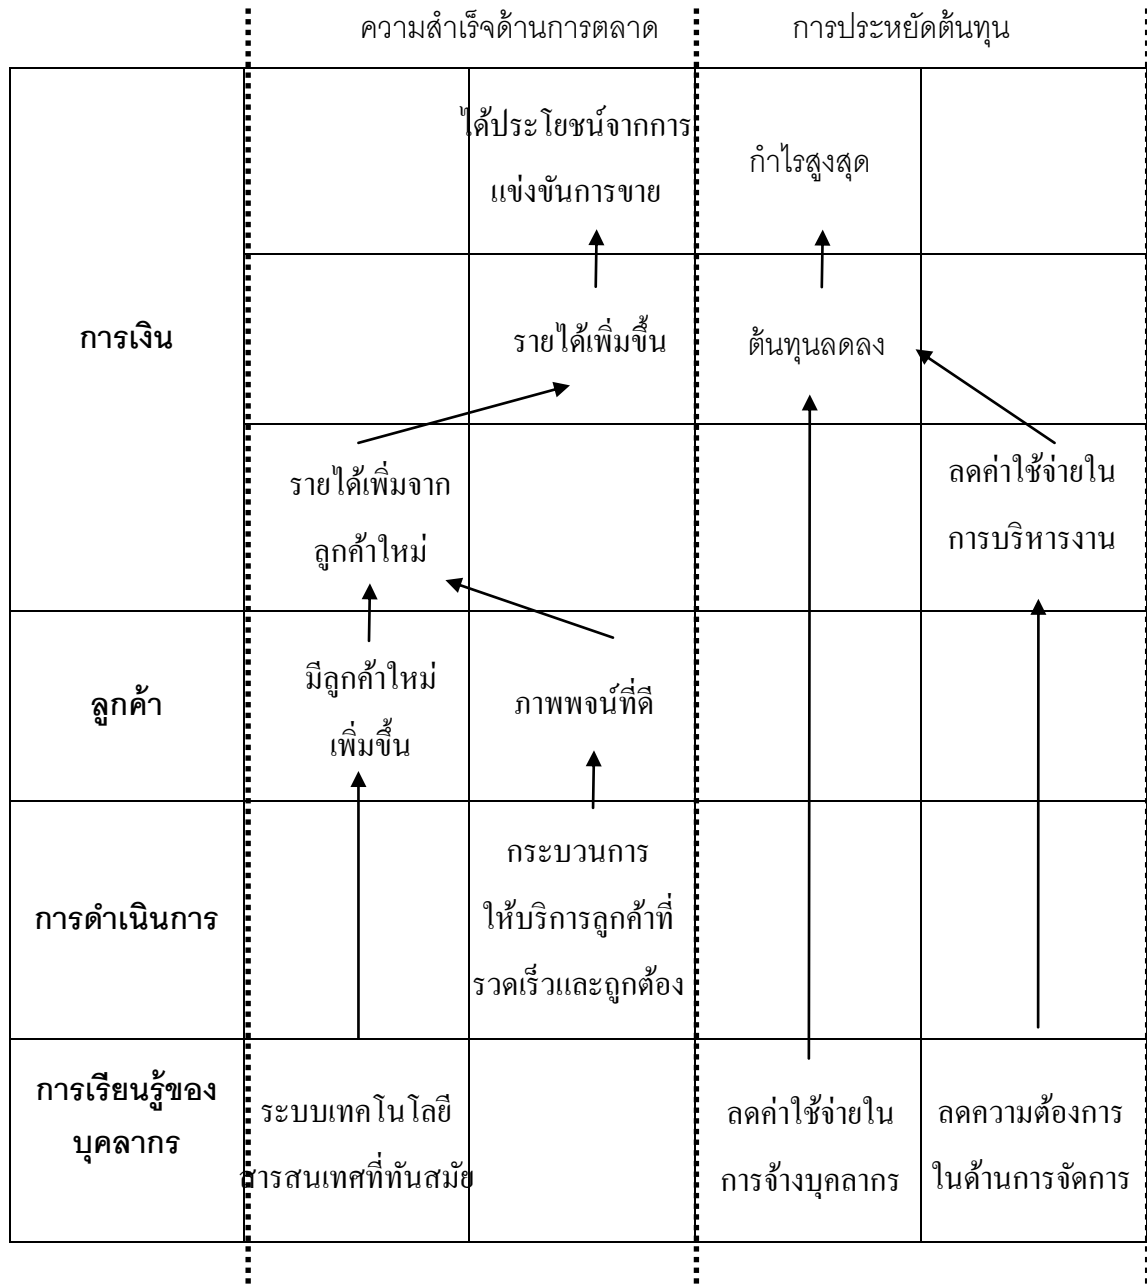 ความสำเร็จด้านการตลาด
การประหยัดต้นทุน
การเงิน
ได้ประโยชน์จากการ
แข่งขันการขาย
กำไรสูงสุด
รายได้เพิ่มขึ้น
ต้นทุนลดลง
รายได้เพิ่มจาก
ลูกค้าใหม่
ลดค่าใช้จ่ายใน
การบริหารงาน
ลูกค้า
มีลูกค้าใหม่
เพิ่มขึ้น
ภาพพจน์ที่ดี
การดำเนินการ
กระบวนการ
ให้บริการลูกค้าที่
รวดเร็วและถูกต้อง
การเรียนรู้ของ
บุคลากร
ระบบเทคโนโลยี
สารสนเทศที่ทันสมัย
ลดค่าใช้จ่ายใน
การจ้างบุคลากร
ลดความต้องการ
ในด้านการจัดการ